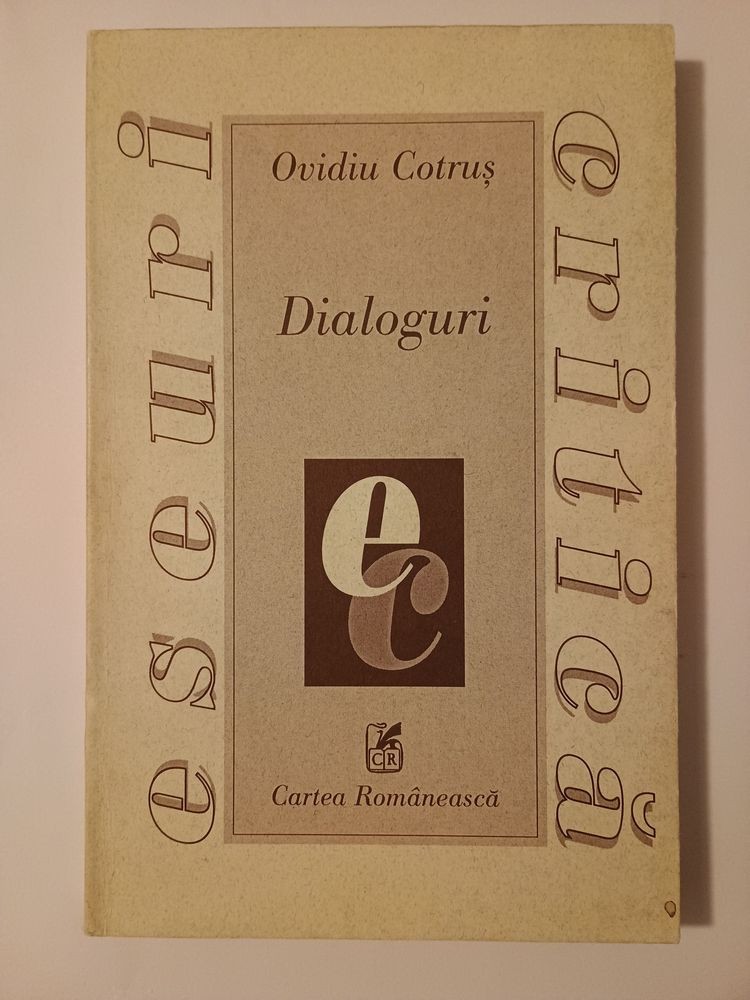 eseuri
Ovidiu Cotruș
Dialoguri
ec
CR
Cartea Românească
critică